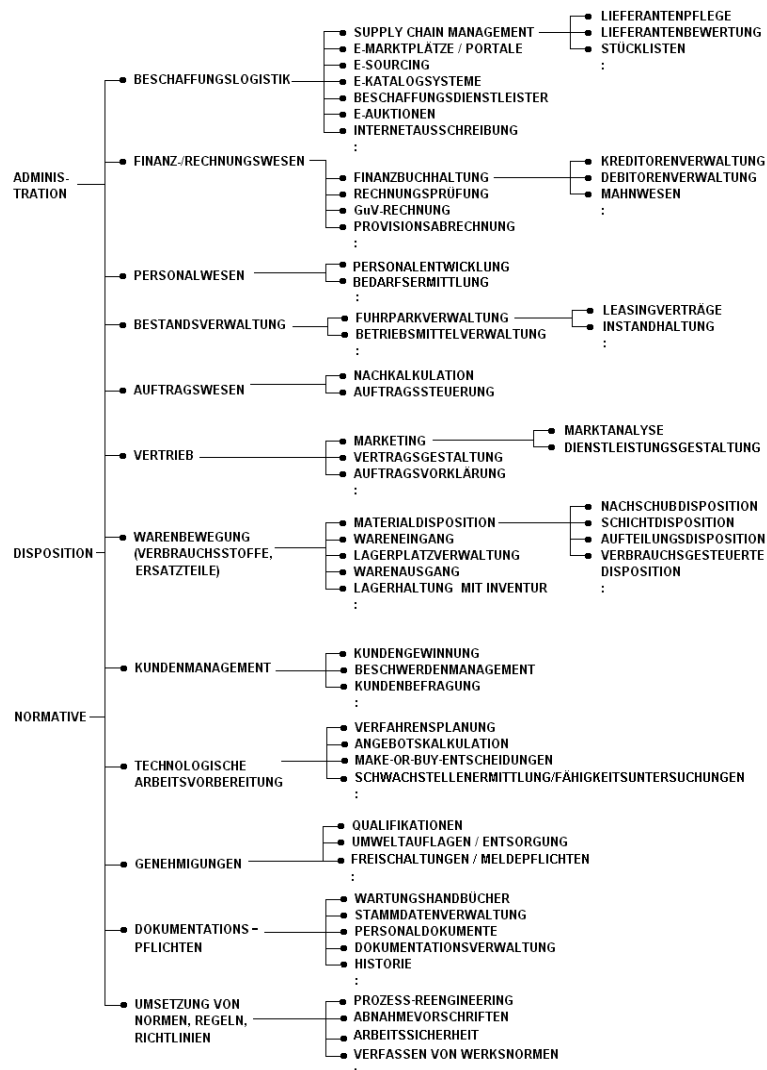 ADMINIS-
TRATION
DISPOSITION
NORMATIVE
BESCHAFFUNGSLOGISTIK
SUPPLY CHAIN MANAGEMENT
E-MARKTPLÄTZE / PORTALE
E-SOURCING
E-KATALOGSYSTEME
BESCHAFFUNGSDIENSTLEISTER
E-AUKTIONEN
INTERNETAUSSCHREIBUNG
:
LIEFERANTENPFLEGE
LIEFERANTENBEWERTUNG
STÜCKLISTEN
:
FINANZ-/RECHNUNGSWESEN
FINANZBUCHHALTUNG
RECHNUNGSPRÜFUNG
GuV-RECHNUNG
PROVISIONSABRECHNUNG
:
KREDITORENVERWALTUNG
DEBITORENVERWALTUNG
MAHNWESEN
:
PERSONALWESEN
PERSONALENTWICKLUNG
BEDARFSERMITTLUNG
:
BESTANDSVERWALTUNG
FUHRPARKVERWALTUNG
BETRIEBSMITTELVERWALTUNG
:
LEASINGVERTRÄGE
INSTANDHALTUNG
:
AUFTRAGSWESEN
NACHKALKULATION
AUFTRAGSSTEUERUNG
VERTRIEB
MARKETING
VERTRAGSGESTALTUNG
AUFTRAGSVORKLÄRUNG
:
MARKTANALYSE
DIENSTLEISTUNGSGESTALTUNG
WARENBEWEGUNG
(VERBRAUCHSSTOFFE,
ERSATZTEILE)
MATERIALDISPOSITION
WARENEINGANG
LAGERPLATZVERWALTUNG
WARENAUSGANG
LAGERHALTUNG MIT INVENTUR
:
NACHSCHUBDISPOSITION
SCHICHTDISPOSITION
AUFTEILUNGSDISPOSITION
VERBRAUCHSGESTEUERTE
DISPOSITION
:
KUNDENMANAGEMENT
KUNDENGEWINNUNG
BESCHWERDENMANAGEMENT
KUNDENBEFRAGUNG
:
TECHNOLOGISCHE
ARBEITSVORBEREITUNG
VERFAHRENSPLANUNG
ANGEBOTSKALKULATION
MAKE-OR-BUY-ENTSCHEIDUNGEN
SCHWACHSTELLENERMITTLUNG/FÄHIGKEITSUNTERSUCHUNGEN
:
GENEHMIGUNGEN
QUALIFIKATIONEN
UMWELTAUFLAGEN / ENTSORGUNG
FREISCHALTUNGEN / MELDEPFLICHTEN
:
DOKUMENTATIONS –
PFLICHTEN
WARTUNGSHANDBÜCHER
STAMMDATENVERWALTUNG
PERSONALDOKUMENTE
DOKUMENTATIONSVERWALTUNG
HISTORIE
:
UMSETZUNG VON
NORMEN, REGELN,
RICHTLINIEN
PROZESS-REENGINEERING
ABNAHMEVORSCHRIFTEN
ARBEITSSICHERHEIT
VERFASSEN VON WERKSNORMEN
: